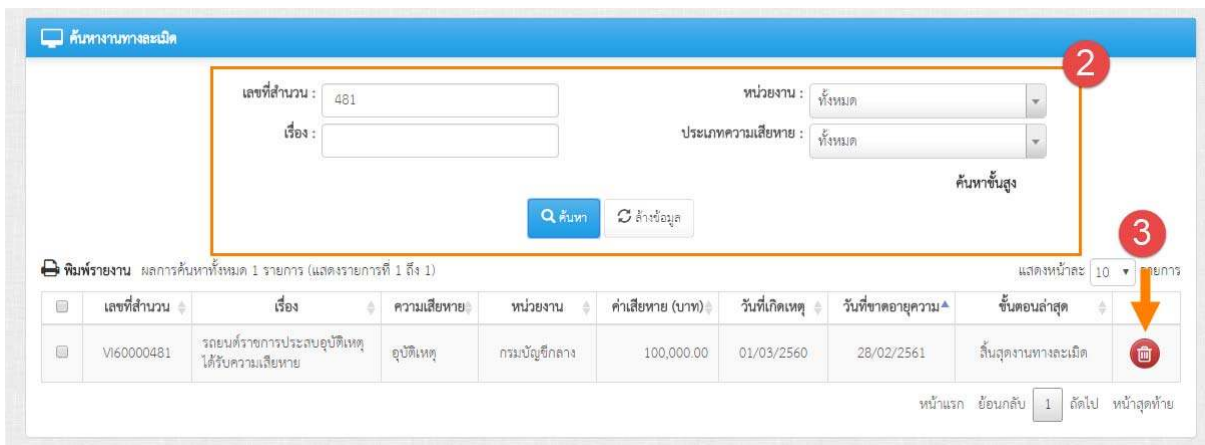 ค้นหางานทางละเมิด
2
เลขที่สำนวน : 481 หน่วยงาน : ทั้งหมด
เรื่อง : ประเภทความเสียหาย : ทั้งหมด
ค้นหาขั้นสูง
ค้นหา ล้างข้อมูล
3
พิมพ์รายงาน ผลการค้นหาทั้งหมด 1 รายการ (แสดงรายการที่ 1 ถึง 1) แสดงหน้าละ 10 รายการ
เลขที่สำนวน เรื่อง ความเสียหาย หน่วยงาน ค่าเสียหาย (บาท) วันที่เกิดเหตุ วันที่ขาดอายุความ ขั้นตอนล่าสุด
VI60000481 รถยนต์ราชการประสบอุบัติเหตุ อุบัติเหตุ กรมบัญชีกลาง 100,000.00 01/03/2560 28/02/2561 สิ้นสุดงานทางละเมิด
ได้รับความเสียหาย
หน้าแรก ย้อนกลับ 1 ถัดไป หน้าสุดท้าย